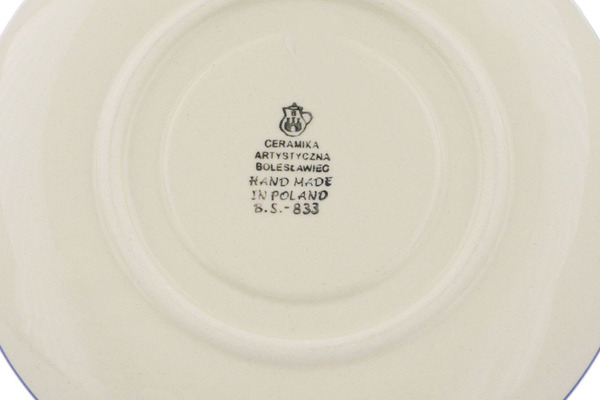 CERAMIKA
ARTYSTYCZNA
BOLESŁAWIEC
HAND MADE
IN POLAND
B.S.-833